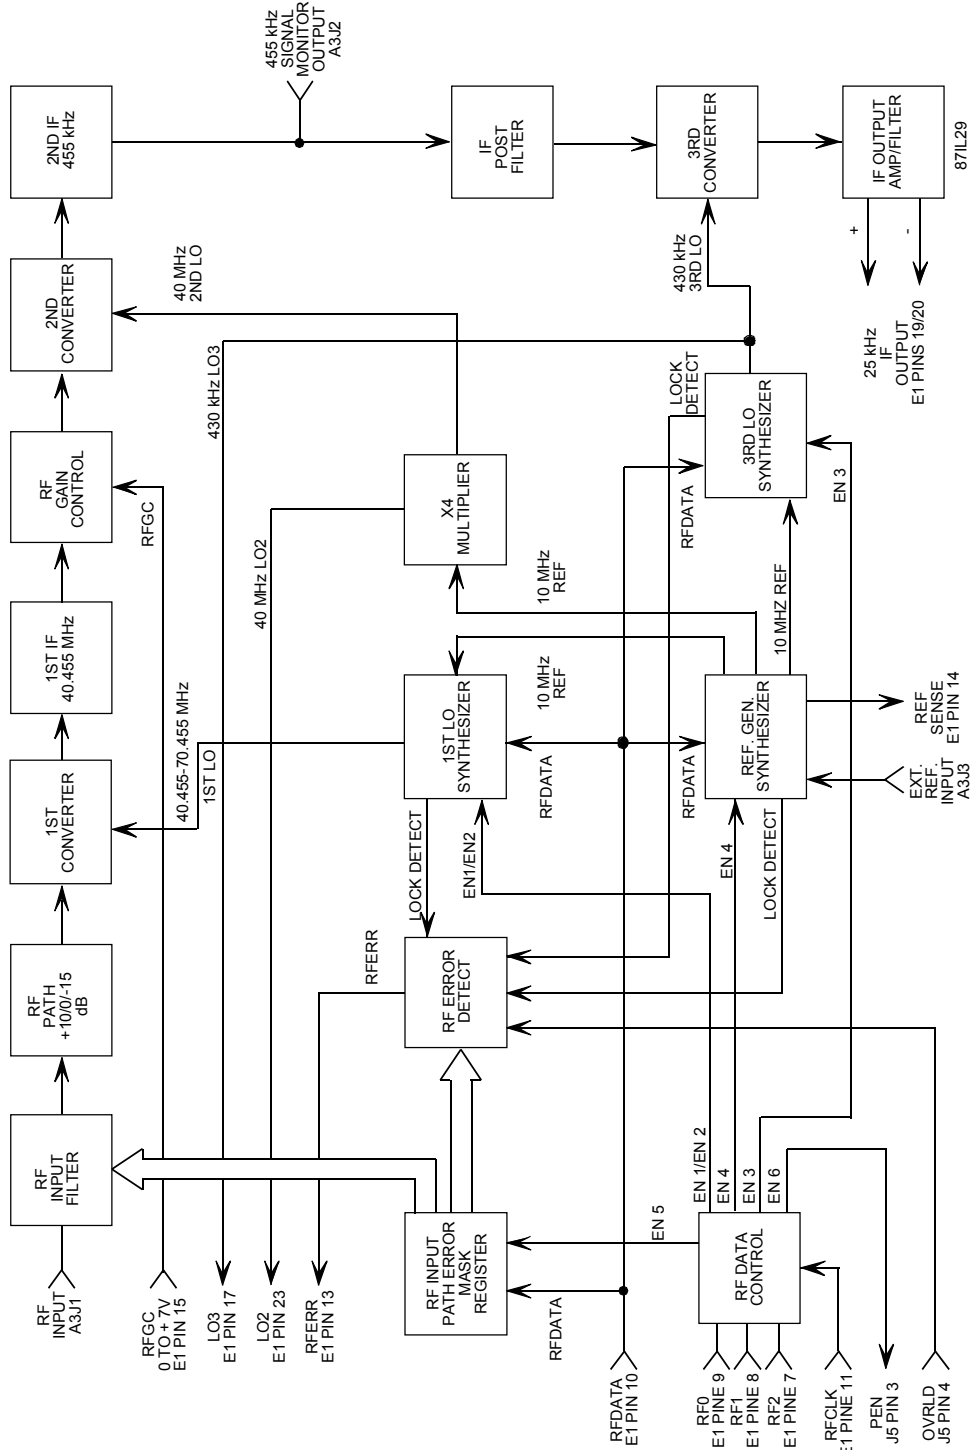 RF
INPUT
A3J1
RF
INPUT
FILTER
RF
PATH
+10/0/-15
dB
1ST
CONVERTER
1ST IF
40.455 MHz
RF
GAIN
CONTROL
2ND
CONVERTER
2ND IF
455 kHz
455 kHz
SIGNAL
MONITOR
OUTPUT
A3J2
RFGC
0 TO + 7V
E1 PIN 15
RFGC
40.455-70.455 MHz
1ST LO
40 MHz
2ND LO
LO3
E1 PIN 17
430 kHz LO3
LO2
E1 PIN 23
40 MHz LO2
RFERR
E1 PIN 13
RFERR
RF INPUT
PATH ERROR
MASK
REGISTER
RF ERROR
DETECT
LOCK DETECT
1ST LO
SYNTHESIZER
X4
MULTIPLIER
IF
POST
FILTER
EN1/EN2
RFDATA
RFDATA
10 MHz
REF
10 MHz
REF
RFDATA
E1 PIN 10
EN 5
RFDATA
RFDATA
LOCK
DETECT
430 kHz
3RD LO
3RD
CONVERTER
RF0
E1 PINE 9
RF1
E1 PINE 8
RF2
E1 PINE 7
RF DATA
CONTROL
EN 1/EN 2
EN 4
EN 3
EN 6
EN 4
LOCK DETECT
REF. GEN.
SYNTHESIZER
10 MHZ REF
3RD LO
SYNTHESIZER
EN 3
RFCLK
E1 PINE 11
PEN
J5 PIN 3
OVRLD
J5 PIN 4
EXT.
REF.
INPUT
A3J3
REF
SENSE
E1 PIN 14
25 kHz
IF
OUTPUT
E1 PINS 19/20
+
-
IF OUTPUT
AMP/FILTER
87IL29